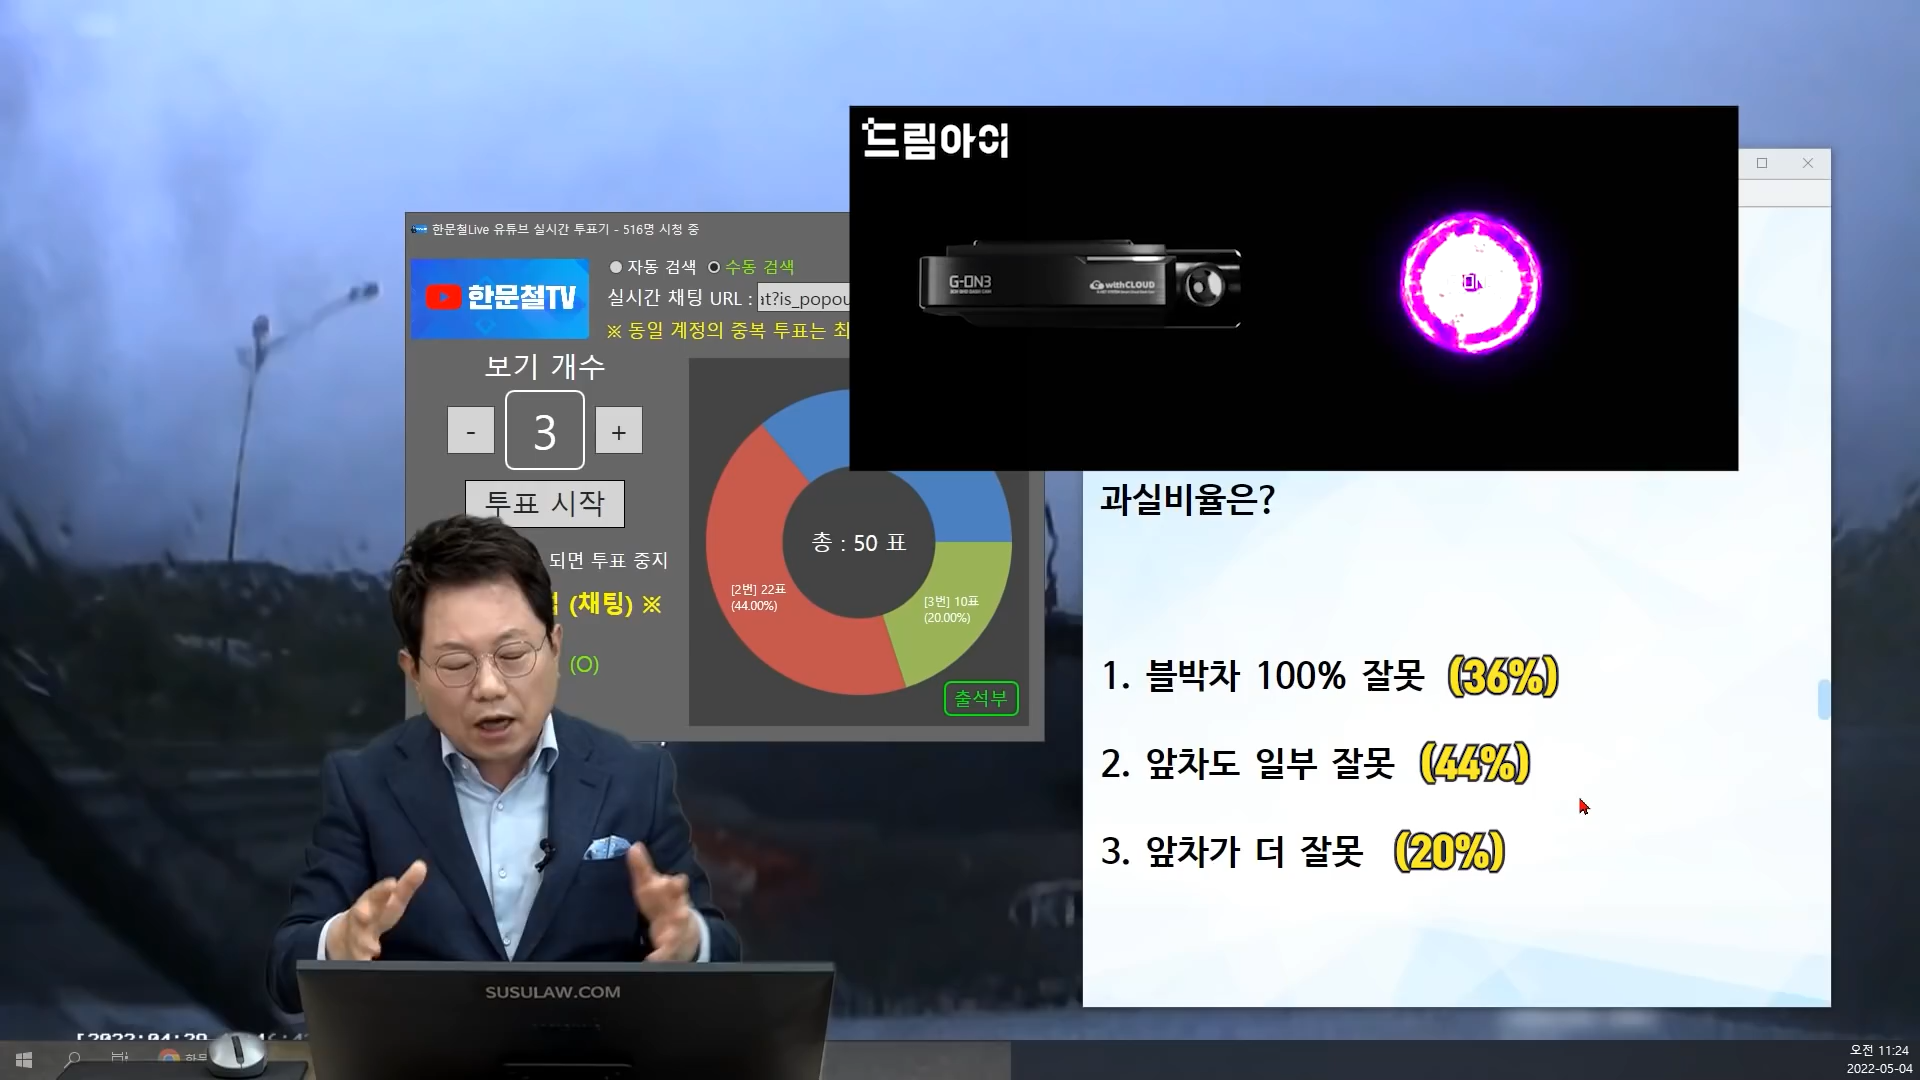 드림아이
G-ON3
withCLOUD
한문철Live 유튜브 실시간 투표기 - 516명 시청 중
자동 검색 수동 검색
한문철TV
실시간 채팅 URL : at?is_popou
※ 동일 계정의 중복 투표는 최
보기 개수
- 3 +
투표 시작
되면 투표 중지
(채팅) ※
(O)
총 : 50 표
[2번] 22표
(44.00%)
[3번] 10표
(20.00%)
출석부
과실비율은?
1. 블박차 100% 잘못 (36%)
2. 앞차도 일부 잘못 (44%)
3. 앞차가 더 잘못 (20%)
SUSULAW.COM
오전 11:24
2022-05-04